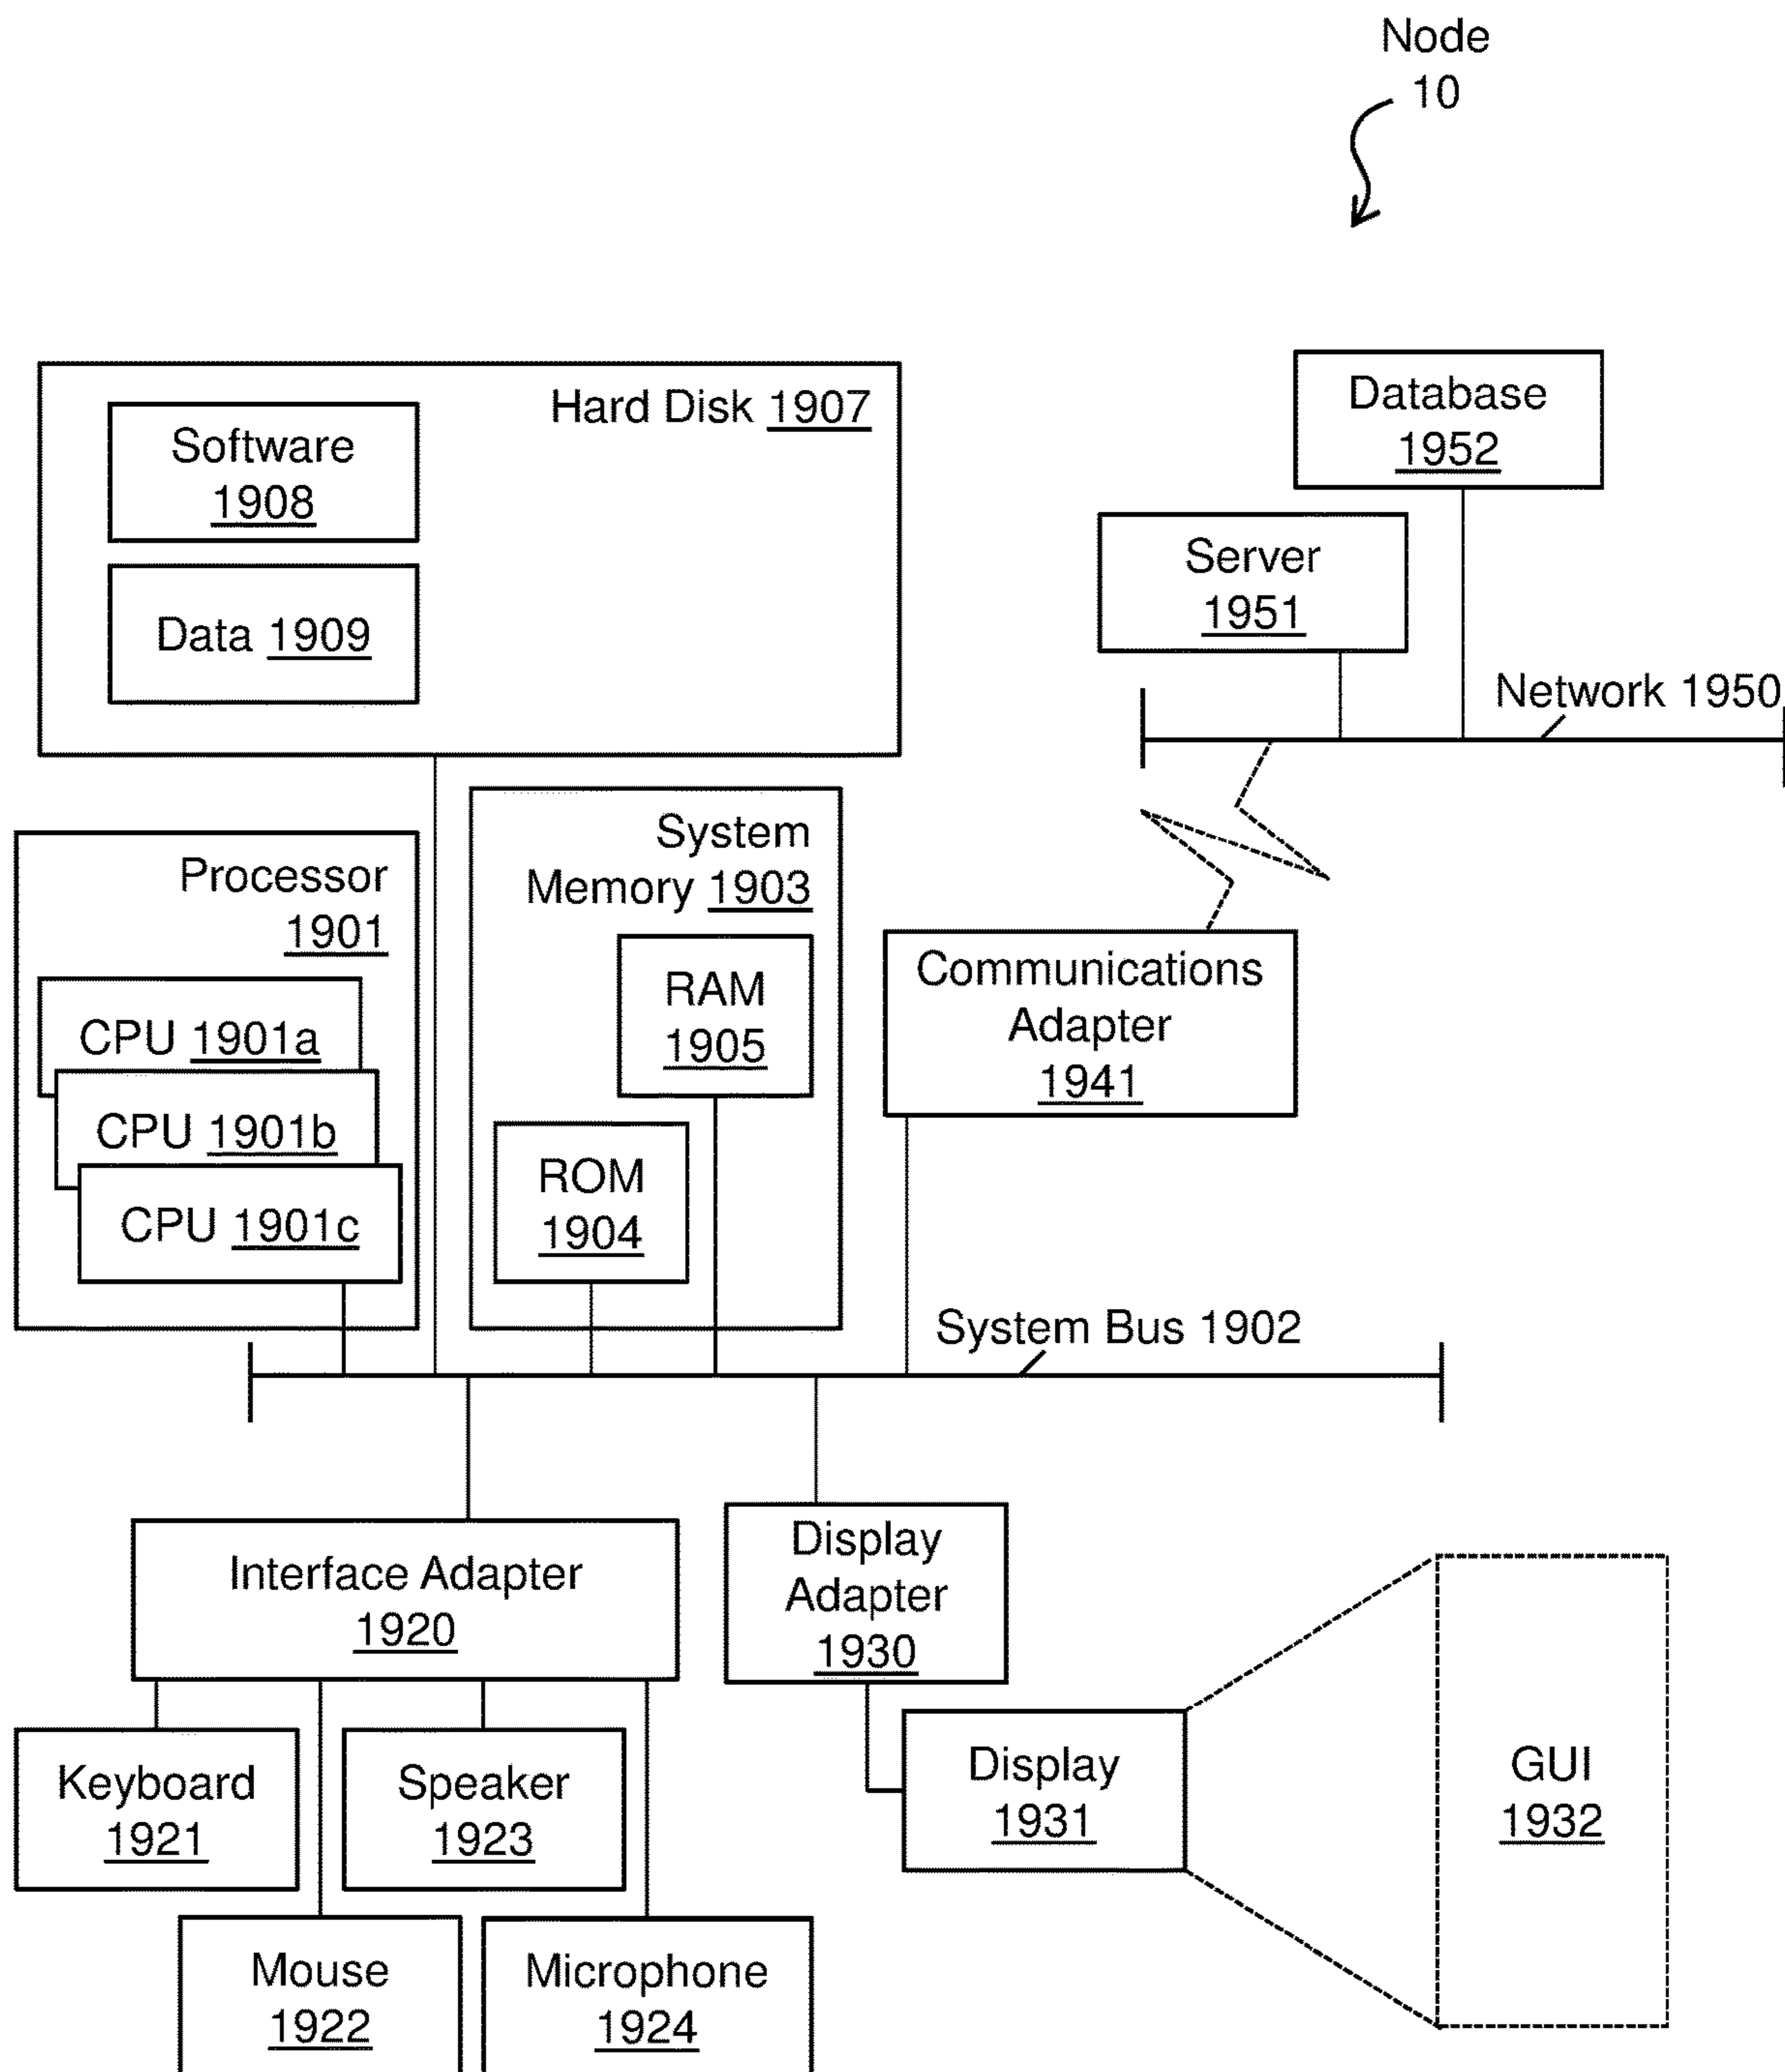 Node
10
Hard Disk 1907
Software
1908
Data 1909
Database
1952
Server
1951
Network 1950
Processor
1901
CPU 1901a
CPU 1901b
CPU 1901c
System
Memory 1903
RAM
1905
ROM
1904
Communications
Adapter
1941
System Bus 1902
Interface Adapter
1920
Display
Adapter
1930
Keyboard
1921
Speaker
1923
Display
1931
GUI
1932
Mouse
1922
Microphone
1924